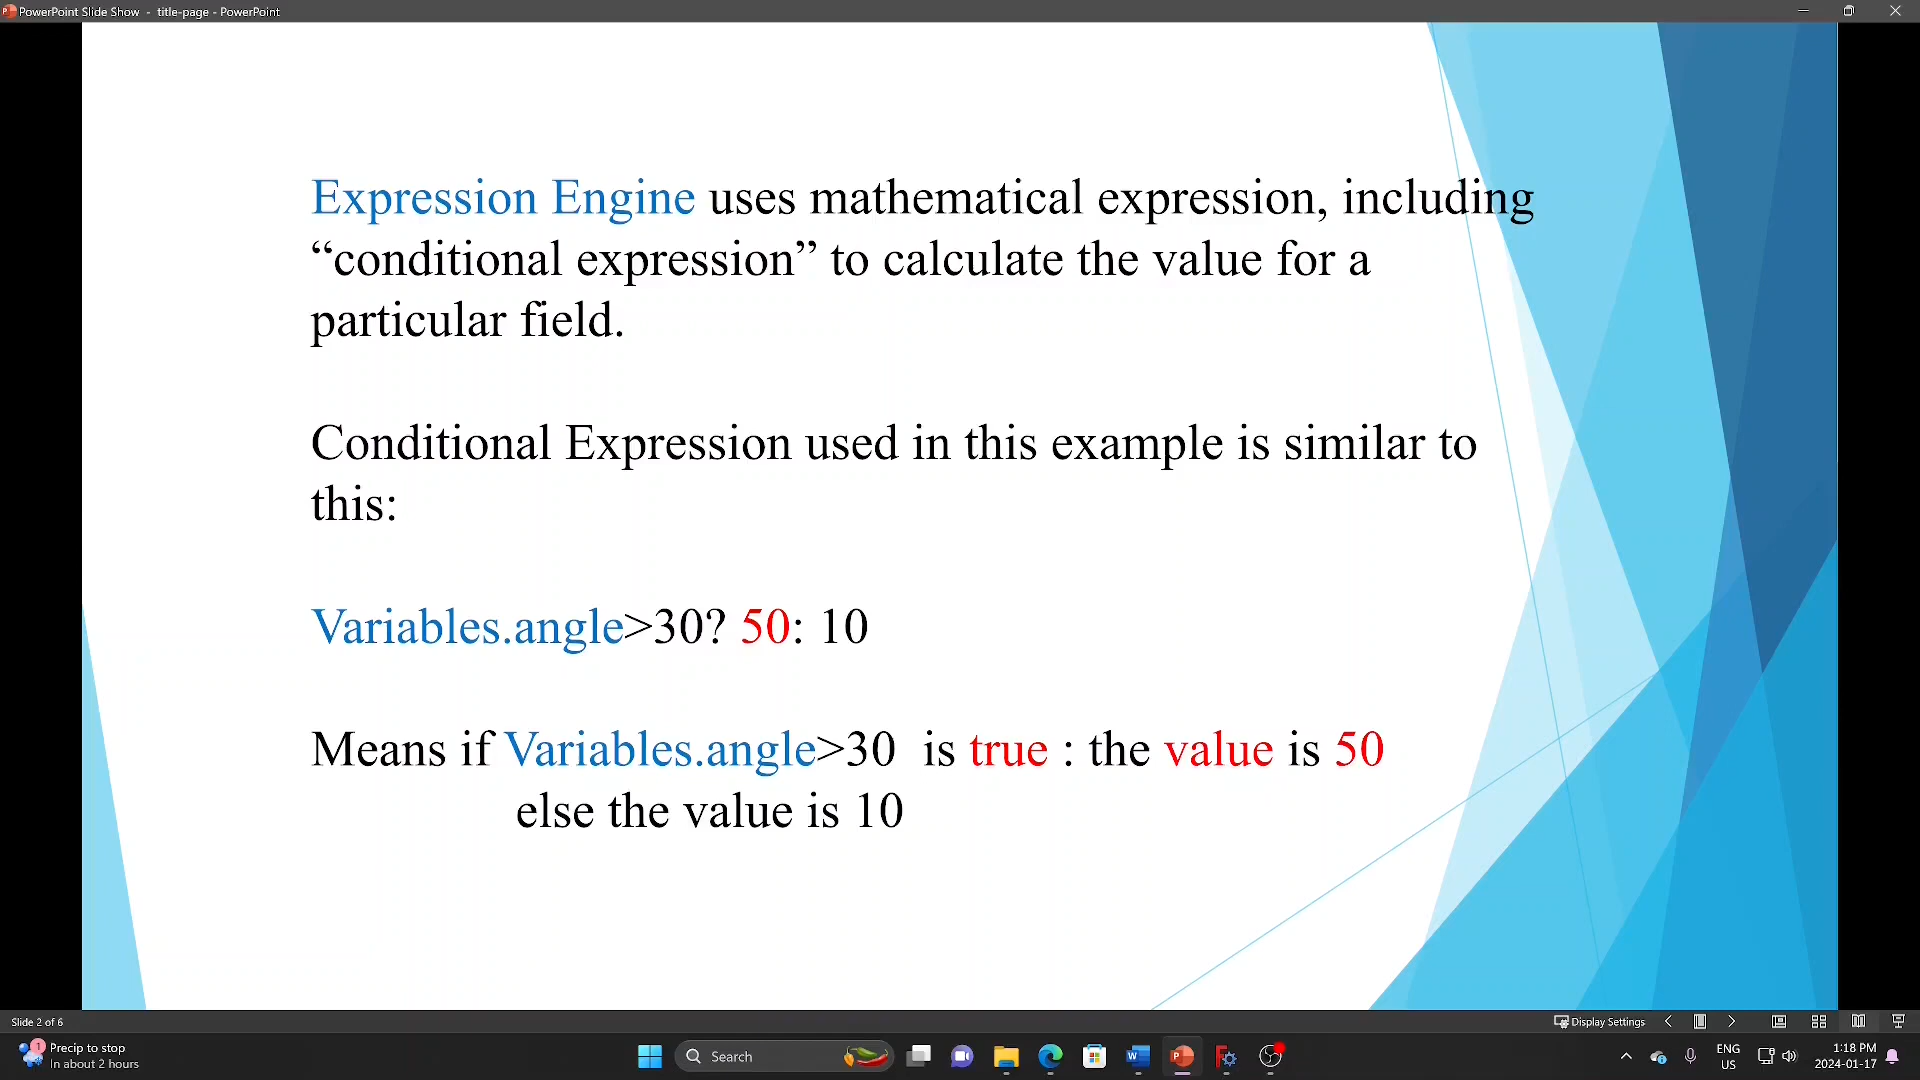 PowerPoint Slide Show - title-page - PowerPoint
Expression Engine uses mathematical expression, including
“conditional expression” to calculate the value for a
particular field.
Conditional Expression used in this example is similar to
this:
Variables.angle>30? 50: 10
Means if Variables.angle>30 is true : the value is 50
else the value is 10
Slide 2 of 6
Display Settings
1
Precip to stop
In about 2 hours
Search
ENG
US
1:18 PM
2024-01-17